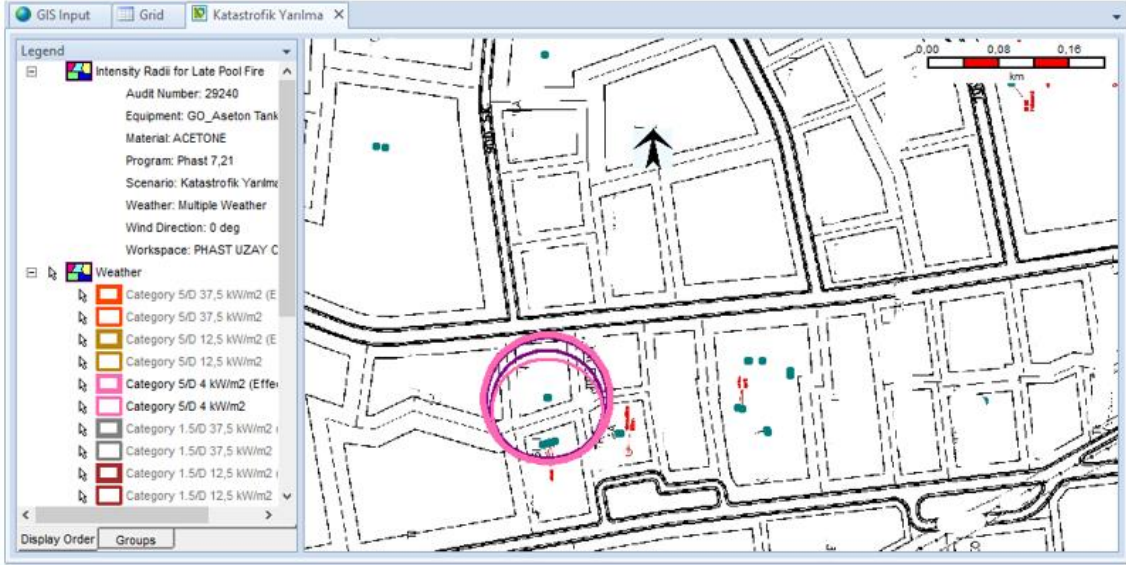 GIS Input
Grid
Katastrofik Yarılma
Legend
Intensity Radii for Late Pool Fire
Audit Number: 29240
Equipment: GO_Aseton Tank
Material: ACETONE
Program: Phast 7,21
Scenario: Katastrofik Yarılma
Weather: Multiple Weather
Wind Direction: 0 deg
Workspace: PHAST UZAY C
Weather
Category 5/D 37,5 kW/m2 (E
Category 5/D 37,5 kW/m2
Category 5/D 12,5 kW/m2 (E
Category 5/D 12,5 kW/m2
Category 5/D 4 kW/m2 (Effe
Category 5/D 4 kW/m2
Category 1.5/D 37,5 kW/m2
Category 1.5/D 37,5 kW/m2
Category 1.5/D 12,5 kW/m2
Category 1.5/D 12,5 kW/m2
Display Order
Groups
0,00 0,08 0,16
km